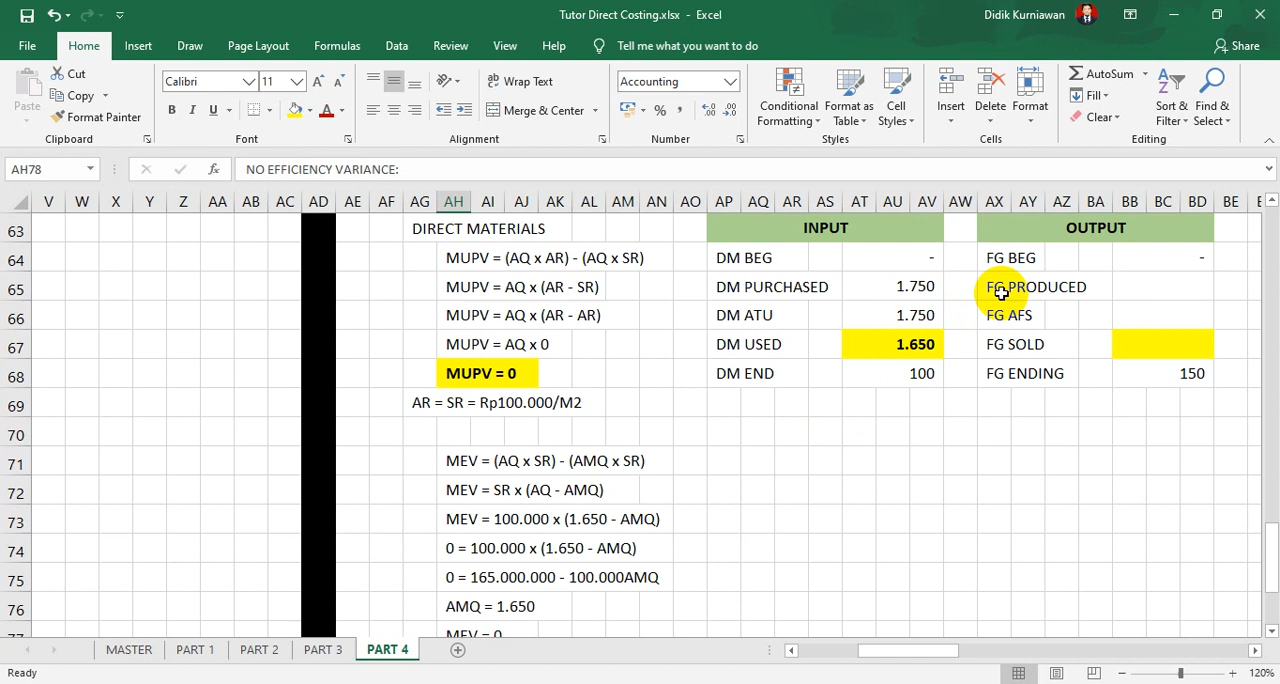 Tutor Direct Costing.xlsx - Excel
Didik Kurniawan
File Home Insert Draw Page Layout Formulas Data Review View Help Tell me what you want to do Share
Paste
Cut
Copy
Format Painter
Clipboard
Calibri 11
B I U
Font
Wrap Text
Merge & Center
Alignment
Accounting
Number
Conditional Formatting
Format as Table
Cell Styles
Styles
Insert
Delete
Format
Cells
AutoSum
Fill
Clear
Sort & Filter
Find & Select
Editing
AH78 fx NO EFFICIENCY VARIANCE:
V W X Y Z AA AB AC AD AE AF AG AH AI AJ AK AL AM AN AO AP AQ AR AS AT AU AV AW AX AY AZ BA BB BC BD BE
63 DIRECT MATERIALS INPUT OUTPUT
64 MUPV = (AQ x AR) - (AQ x SR) DM BEG - FG BEG -
65 MUPV = AQ x (AR - SR) DM PURCHASED 1.750 FG PRODUCED
66 MUPV = AQ x (AR - AR) DM ATU 1.750 FG AFS
67 MUPV = AQ x 0 DM USED 1.650 FG SOLD
68 MUPV = 0 DM END 100 FG ENDING 150
69 AR = SR = Rp100.000/M2
70
71 MEV = (AQ x SR) - (AMQ x SR)
72 MEV = SR x (AQ - AMQ)
73 MEV = 100.000 x (1.650 - AMQ)
74 0 = 100.000 x (1.650 - AMQ)
75 0 = 165.000.000 - 100.000AMQ
76 AMQ = 1.650
77 MEV = 0
MASTER PART 1 PART 2 PART 3 PART 4
Ready 120%